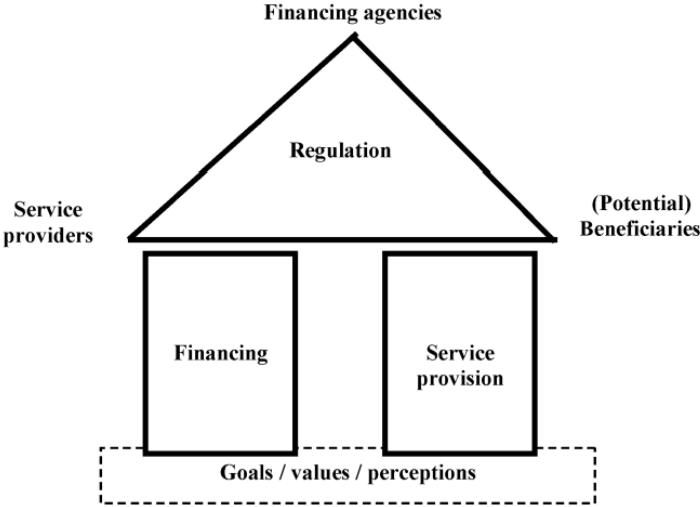 Financing agencies
Regulation
Service
providers
(Potential)
Beneficiaries
Financing
Service
provision
Goals / values / perceptions